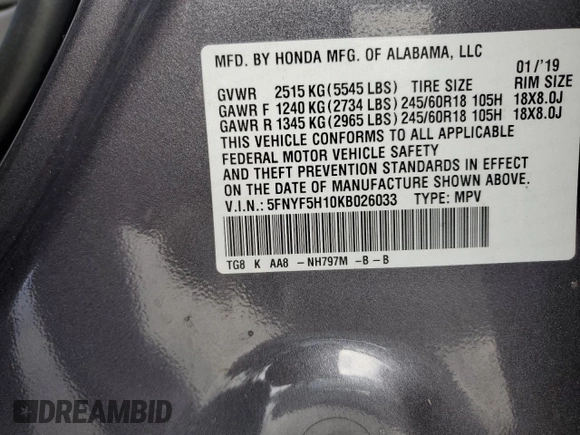 MFD. BY HONDA MFG. OF ALABAMA, LLC
01/'19
GVWR 2515 KG(5545 LBS) TIRE SIZE RIM SIZE
GAWR F 1240 KG(2734 LBS) 245/60R18 105H 18X8.0J
GAWR R 1345 KG(2965 LBS) 245/60R18 105H 18X8.0J
THIS VEHICLE CONFORMS TO ALL APPLICABLE
FEDERAL MOTOR VEHICLE SAFETY
AND THEFT PREVENTION STANDARDS IN EFFECT
ON THE DATE OF MANUFACTURE SHOWN ABOVE.
V.I.N.: 5FNYF5H10KB026033 TYPE: MPV
TG8 K AA8 -NH797M -B -B
DREAMBID